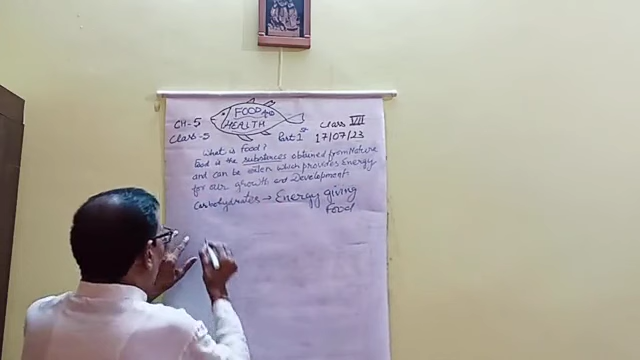 CH-5
FOOD &
HEALTH
Class VII
Class-5
Part 1st
17/07/23
What is Food?
Food is the substances obtained from Nature
and can be eaten which provides Energy
for our growth and Development.
Carbohydrates → Energy giving
Food